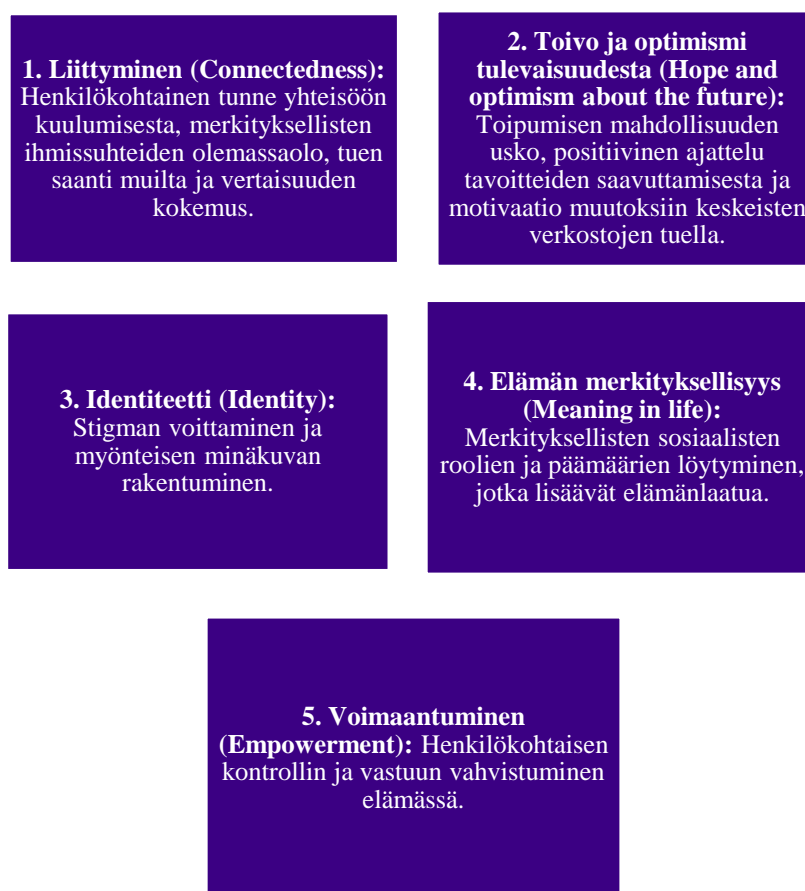 1. Liittyminen (Connectedness):
Henkilökohtainen tunne yhteisöön
kuulumisesta, merkityksellisten
ihmissuhteiden olemassaolo, tuen
saanti muilta ja vertaisuuden
kokemus.
2. Toivo ja optimismi
tulevaisuudesta (Hope and
optimism about the future):
Toipumisen mahdollisuuden
usko, positiivinen ajattelu
tavoitteiden saavuttamisesta ja
motivaatio muutoksiin keskeisten
verkostojen tuella.
3. Identiteetti (Identity):
Stigman voittaminen ja
myönteisen minäkuvan
rakentuminen.
4. Elämän merkityksellisyys
(Meaning in life):
Merkityksellisten sosiaalisten
roolien ja päämäärien löytyminen,
jotka lisäävät elämänlaatua.
5. Voimaantuminen
(Empowerment): Henkilökohtaisen
kontrollin ja vastuun vahvistuminen
elämässä.